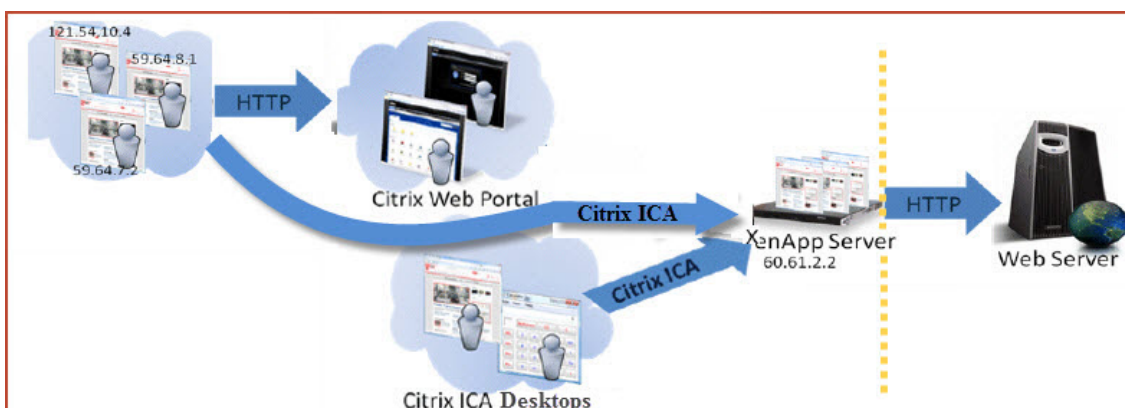 121.54,10.4
59.64.8.1
59.64.7.2
HTTP
Citrix Web Portal
Citrix ICA
XenApp Server
60.61.2.2
HTTP
Web Server
Citrix ICA
Citrix ICA Desktops